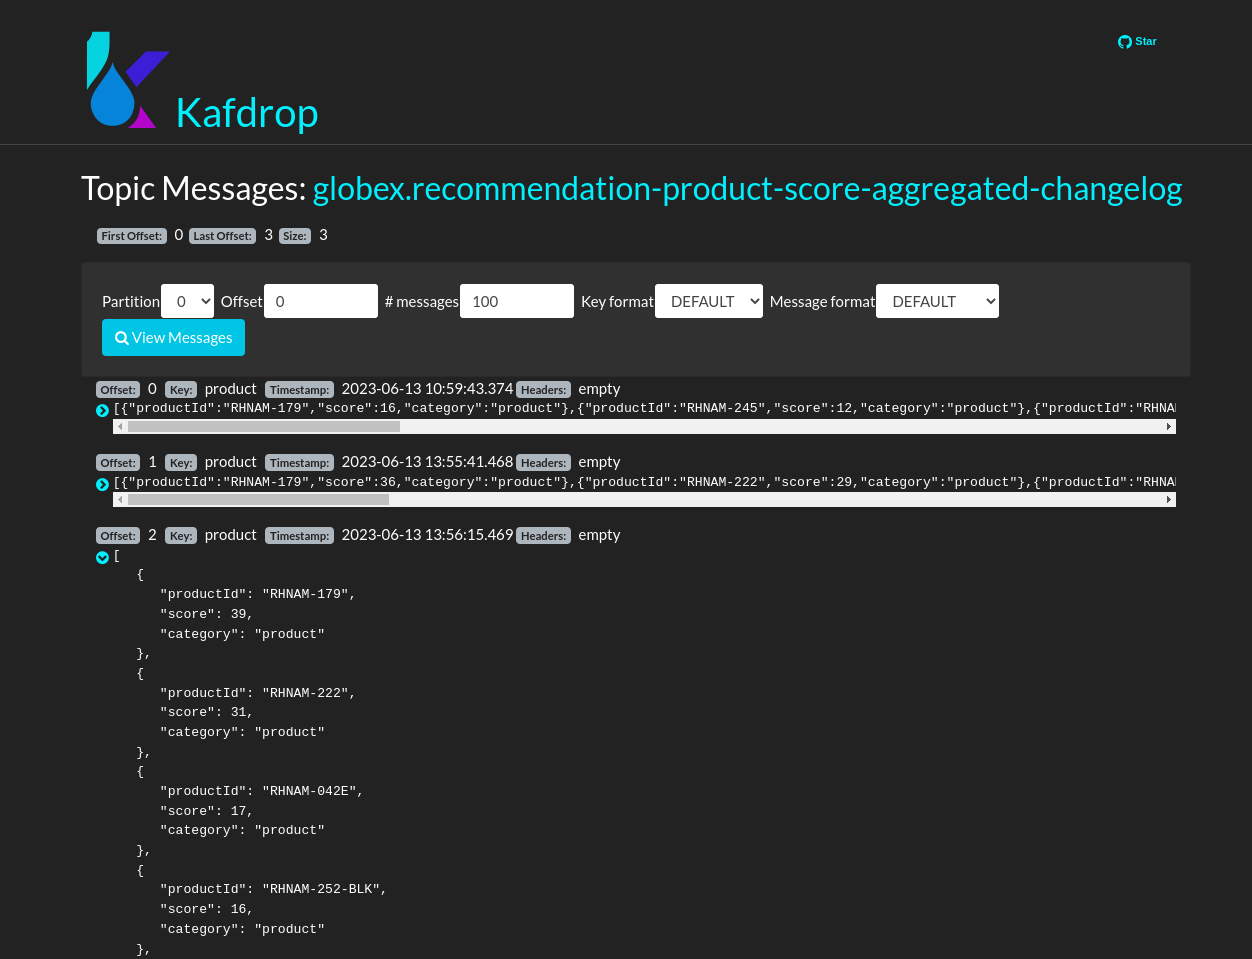 Star
Kafdrop
Topic Messages: globex.recommendation-product-score-aggregated-changelog
First Offset: 0 Last Offset: 3 Size: 3
Partition 0 Offset 0 # messages 100 Key format DEFAULT Message format DEFAULT
View Messages
Offset: 0 Key: product Timestamp: 2023-06-13 10:59:43.374 Headers: empty
[{"productId":"RHNAM-179","score":16,"category":"product"},{"productId":"RHNAM-245","score":12,"category":"product"},{"productId":"RHNAM
Offset: 1 Key: product Timestamp: 2023-06-13 13:55:41.468 Headers: empty
[{"productId":"RHNAM-179","score":36,"category":"product"},{"productId":"RHNAM-222","score":29,"category":"product"},{"productId":"RHNAM
Offset: 2 Key: product Timestamp: 2023-06-13 13:56:15.469 Headers: empty
[
{
"productId": "RHNAM-179",
"score": 39,
"category": "product"
},
{
"productId": "RHNAM-222",
"score": 31,
"category": "product"
},
{
"productId": "RHNAM-042E",
"score": 17,
"category": "product"
},
{
"productId": "RHNAM-252-BLK",
"score": 16,
"category": "product"
},